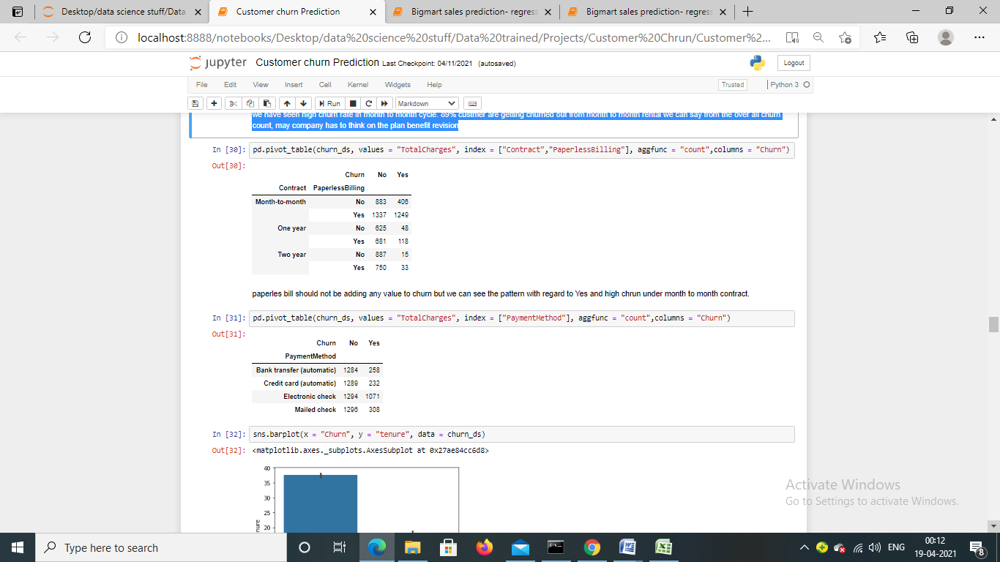 Desktop/data science stuff/Data
Customer churn Prediction
Bigmart sales prediction- regress
Bigmart sales prediction- regress
localhost:8888/notebooks/Desktop/data%20science%20stuff/Data%20trained/Projects/Customer%20Chrun/Customer%2...
jupyter Customer churn Prediction Last Checkpoint: 04/11/2021 (autosaved)
Logout
File Edit View Insert Cell Kernel Widgets Help
Trusted
Python 3
Run
Markdown
we have seen high churn rate in month to month cycle. 89% custmer are getting churned out from month to month rental we can say from the over all churn
count, may company has to think on the plan benefit revision
In [30]: pd.pivot_table(churn_ds, values = "TotalCharges", index = ["Contract","PaperlessBilling"], aggfunc = "count",columns = "Churn")
Out[30]:
Churn No Yes
Contract PaperlessBilling
Month-to-month No 883 406
Yes 1337 1249
One year No 625 48
Yes 681 118
Two year No 887 15
Yes 750 33
paperles bill should not be adding any value to churn but we can see the pattern with regard to Yes and high chrun under month to month contract.
In [31]: pd.pivot_table(churn_ds, values = "TotalCharges", index = ["PaymentMethod"], aggfunc = "count",columns = "Churn")
Out[31]:
Churn No Yes
PaymentMethod
Bank transfer (automatic) 1284 258
Credit card (automatic) 1289 232
Electronic check 1294 1071
Mailed check 1296 308
In [32]: sns.barplot(x = "Churn", y = "tenure", data = churn_ds)
Out[32]: <matplotlib.axes._subplots.AxesSubplot at 0x27ae84cc6d8>
40
35
30
25
20
Activate Windows
Go to Settings to activate Windows.
Type here to search
ENG
00:12
19-04-2021
8